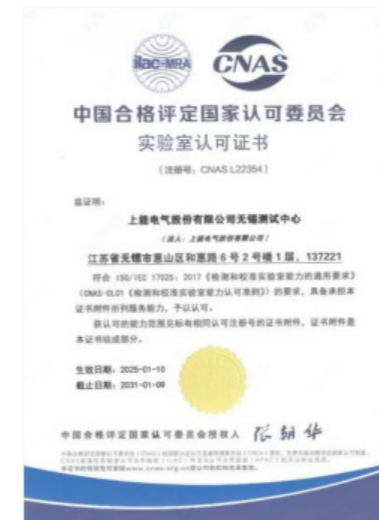 ilac-MRA
CNAS
中国合格评定国家认可委员会
实验室认可证书
（注册号：CNAS L22354）
兹证明：
上能电气股份有限公司无锡测试中心
（法人：上能电气股份有限公司）
江苏省无锡市惠山区和惠路 6 号 2 号楼 1 层，137221
符合 ISO/IEC 17025：2017《检测和校准实验室能力的通用要求》
（CNAS-CL01《检测和校准实验室能力认可准则》）的要求，具备承担本
证书附件所列服务能力，予以认可。
获认可的能力范围见标有相同认可注册号的证书附件，证书附件是
本证书组成部分。
生效日期：2025-01-10
截止日期：2031-01-09
中国合格评定国家认可委员会授权人 张朝华